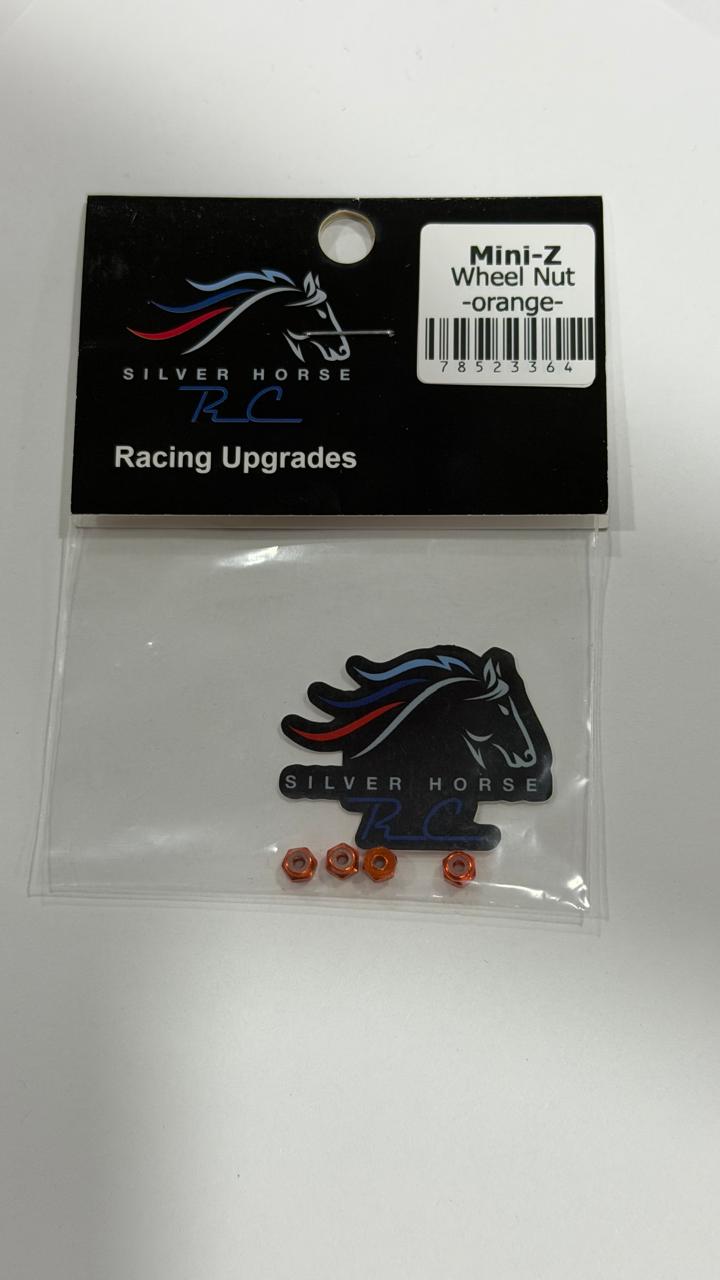 Mini-Z
Wheel Nut
-orange-
78523364
SILVER HORSE
RC
Racing Upgrades
SILVER HORSE
RC